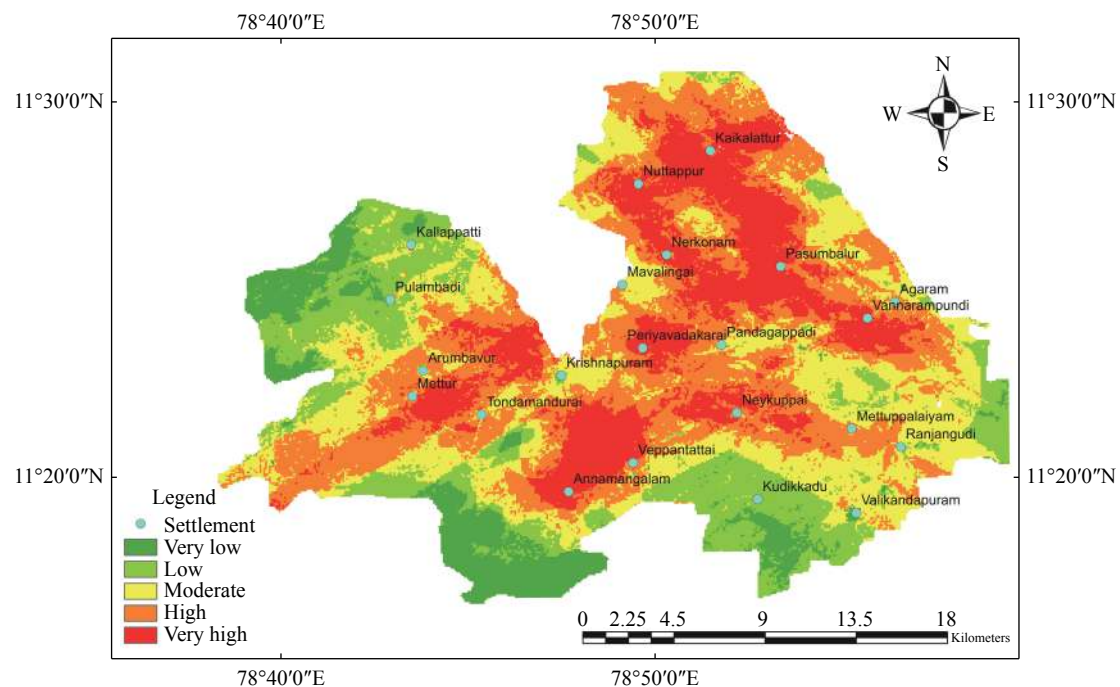 78°40′0″E 78°50′0″E
N
11°30′0″N W E 11°30′0″N
S
Kaikalattur
Nuttappur
Kallappatti
Nerkonam
Pasumbalur
Mavalingai
Pulambadi
Agaram
Vannarampundi
Periyavadakarai Pandagappadi
Arumbavur Krishnapuram
Mettur
Tondamandurai Neykuppai
Mettuppalaiyam
Ranjangudi
Veppantattai
11°20′0″N Annamangalam Kudikkadu 11°20′0″N
Valikandapuram
Legend
Settlement
Very low
Low
Moderate
High
Very high
0 2.25 4.5 9 13.5 18
Kilometers
78°40′0″E 78°50′0″E